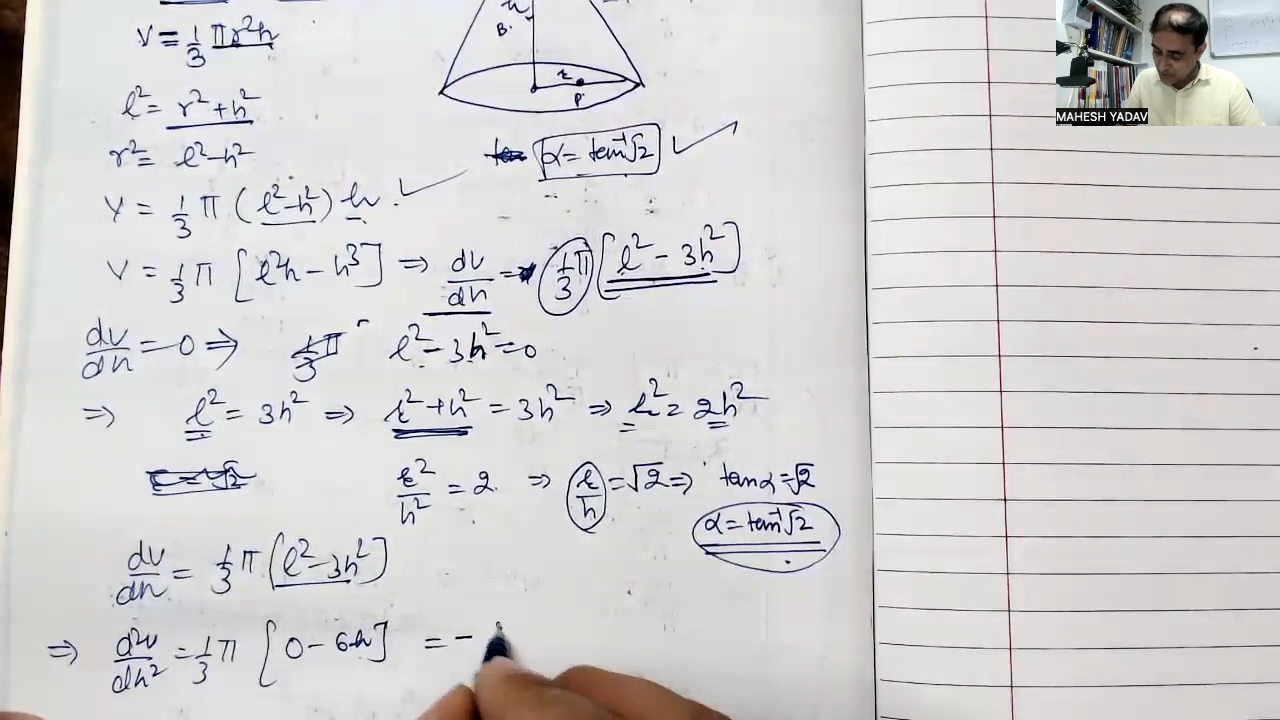 V = 1/3 πr²h
l² = r² + h²
r² = l² - h²
V = 1/3 π (l² - h²) h.
V = 1/3 π [l²h - h³] ⇒ dv/dh = 1/3 π [l² - 3h²]
dv/dh = 0 ⇒ 1/3 π l² - 3h² = 0
⇒ l² = 3h² ⇒ r² + h² = 3h² ⇒ r² = 2h²
r²/h² = 2 ⇒ r/h = √2 ⇒ tanα = √2
α = tan⁻¹√2
dv/dh = 1/3 π [l² - 3h²]
⇒ d²v/dh² = 1/3 π [0 - 6h] = -
h
B.
r
P.
α = tan⁻¹√2
MAHESH YADAV